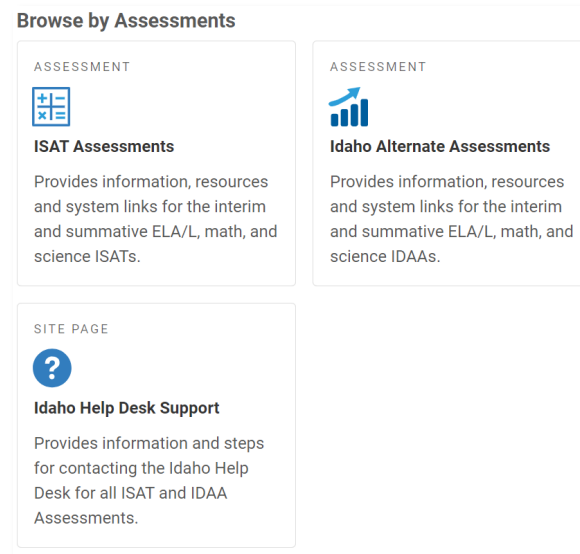 Browse by Assessments
ASSESSMENT
ISAT Assessments
Provides information, resources
and system links for the interim
and summative ELA/L, math, and
science ISATs.
ASSESSMENT
Idaho Alternate Assessments
Provides information, resources
and system links for the interim
and summative ELA/L, math, and
science IDAAs.
SITE PAGE
?
Idaho Help Desk Support
Provides information and steps
for contacting the Idaho Help
Desk for all ISAT and IDAA
Assessments.